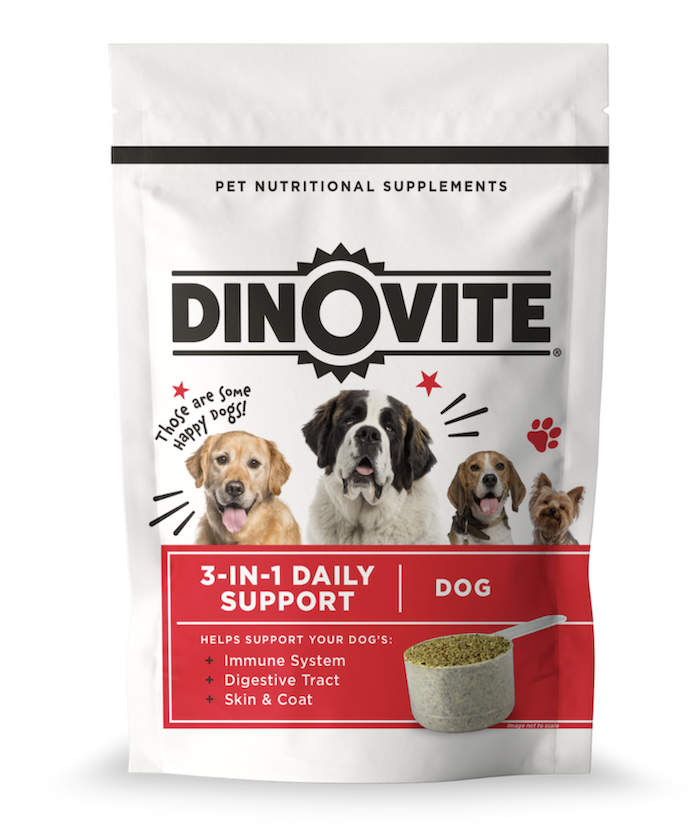 PET NUTRITIONAL SUPPLEMENTS
DINOVITE®
Those are some
Happy Dogs!
3-IN-1 DAILY
SUPPORT
DOG
HELPS SUPPORT YOUR DOG'S:
+ Immune System
+ Digestive Tract
+ Skin & Coat
Image not to scale